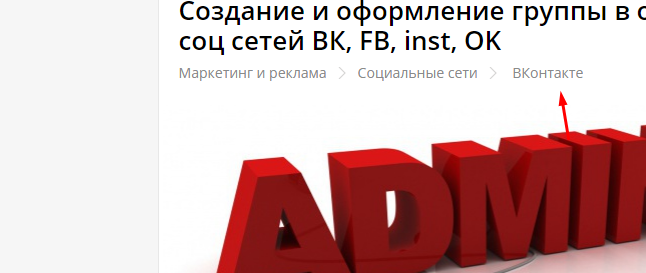 Создание и оформление группы в
соц сетей ВК, FB, inst, OK
Маркетинг и реклама
Социальные сети
ВКонтакте
ADMI